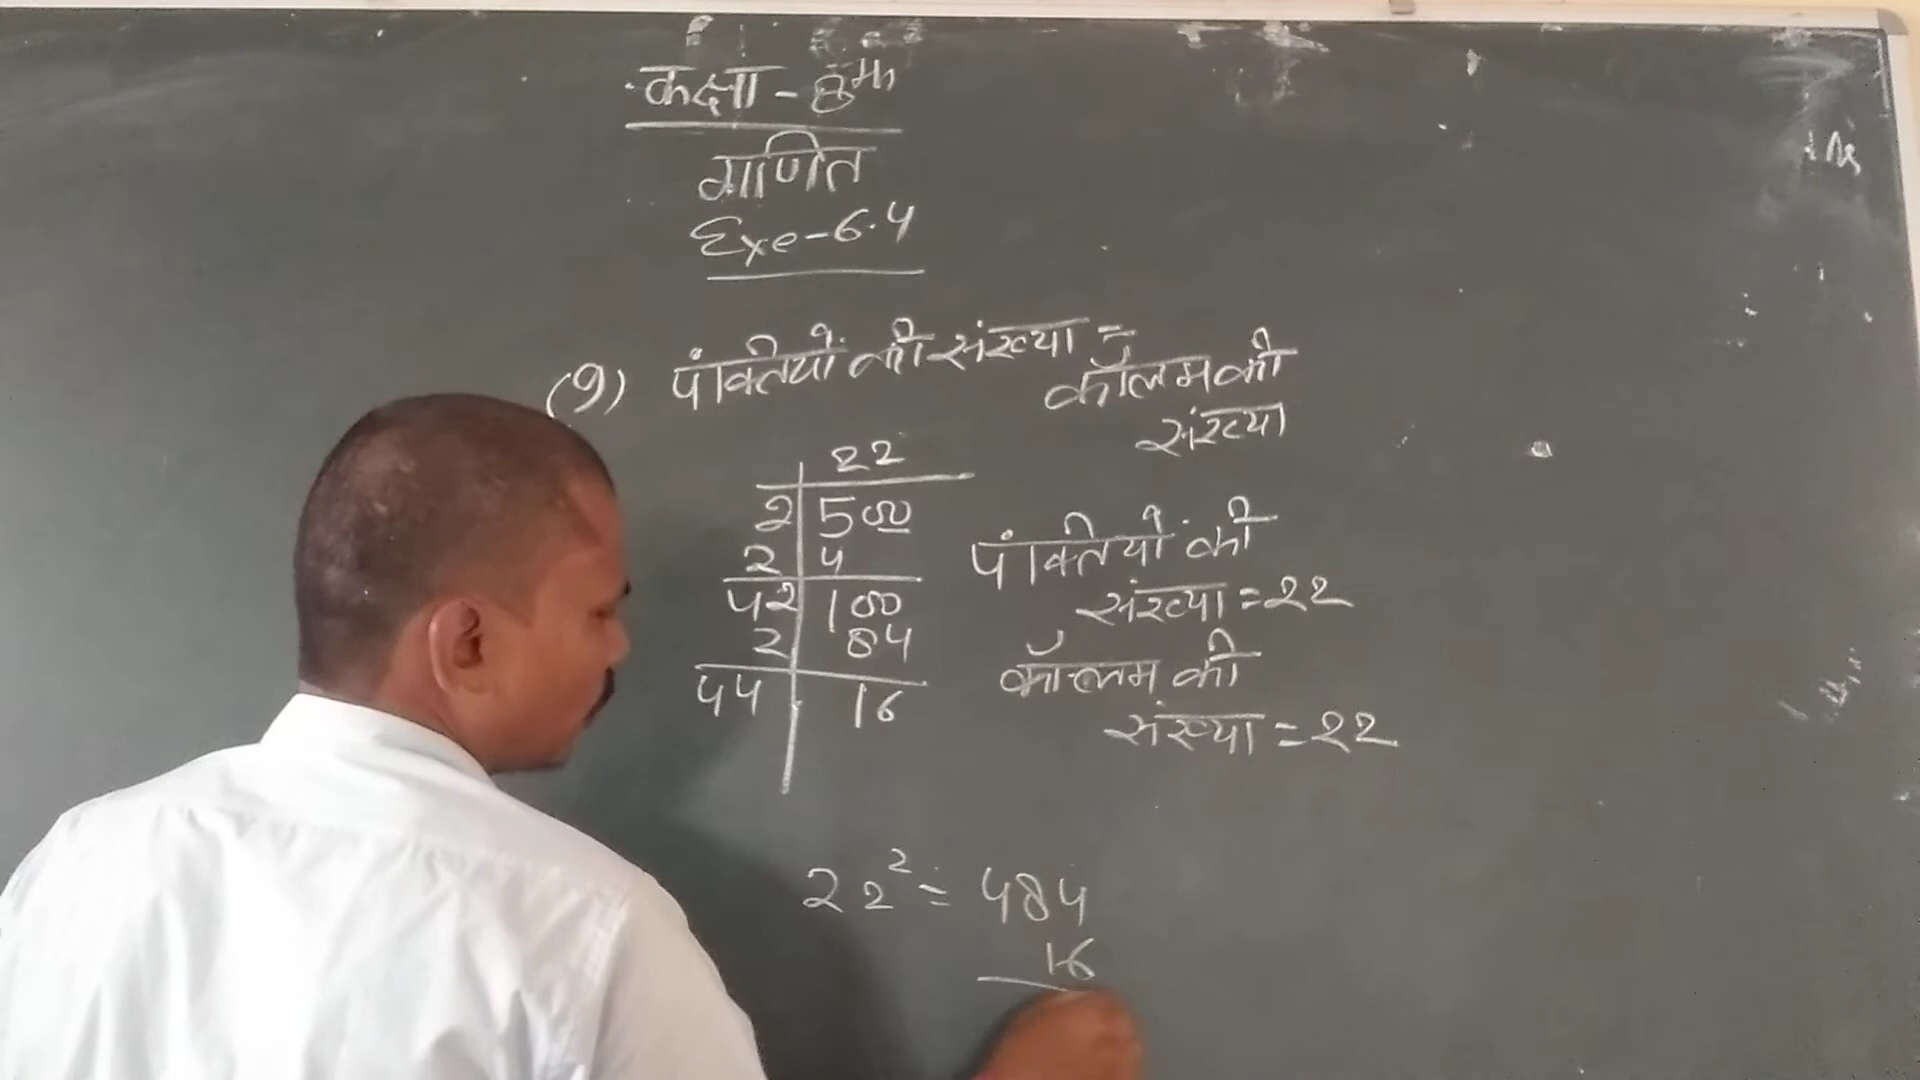 कक्षा - 8th
गणित
Exe-6.4
(9) पंक्तियों की संख्या =
कॉलम की
संख्या
22
2 500
2 4
42 100
2 84
44 16
पंक्तियों की
संख्या = 22
कॉलम की
संख्या = 22
22² = 484
16